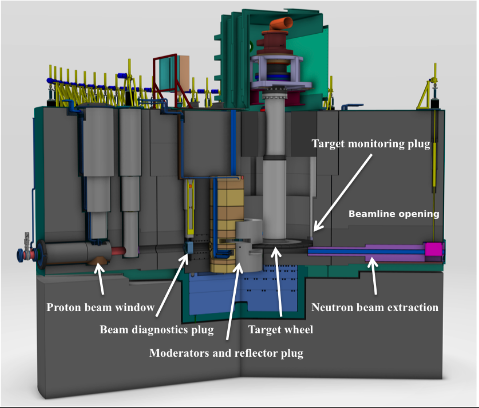 Target monitoring plug
Beamline opening
Proton beam window
Neutron beam extraction
Beam diagnostics plug
Target wheel
Moderators and reflector plug